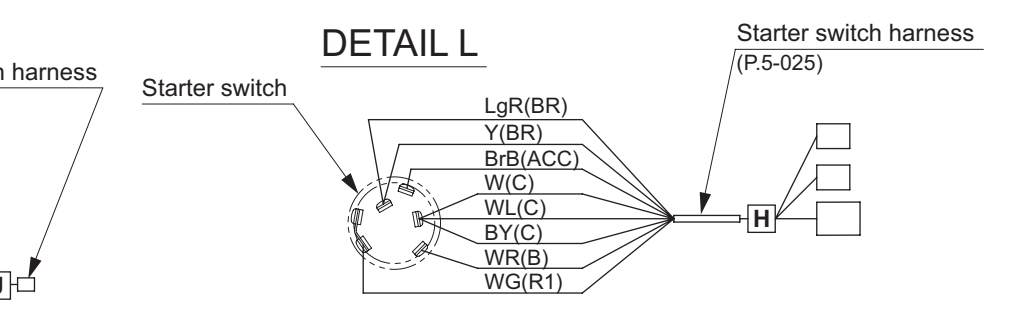 DETAIL L
Starter switch harness
(P.5-025)
harness
Starter switch
LgR(BR)
Y(BR)
BrB(ACC)
W(C)
WL(C)
BY(C)
WR(B)
WG(R1)
H